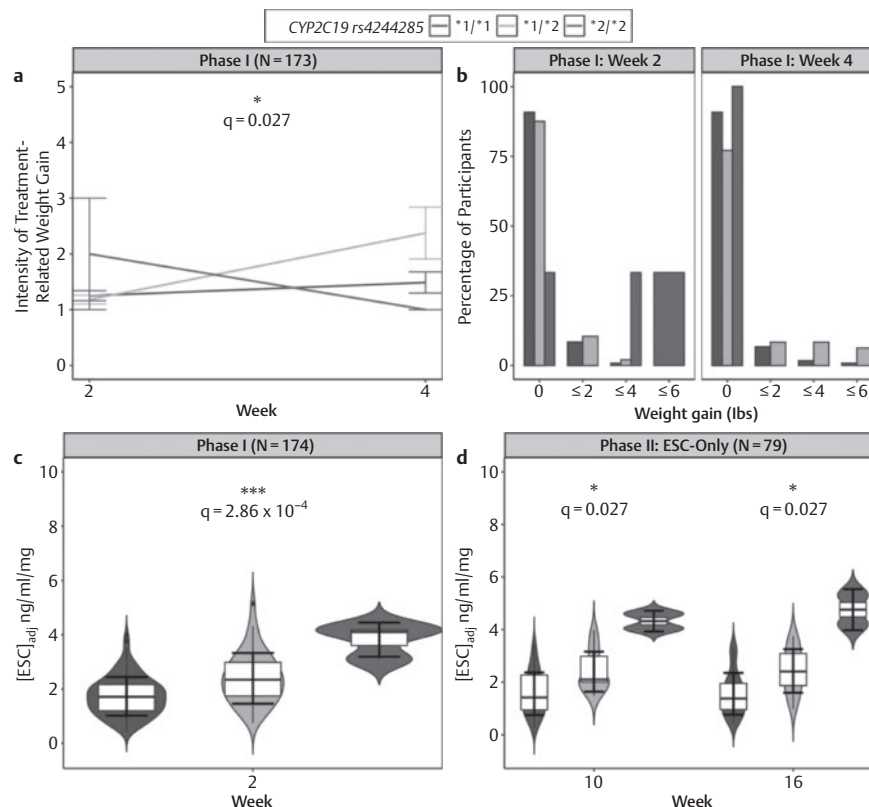 CYP2C19 rs4244285 *1/*1 *1/*2 *2/*2
a
Phase I (N = 173)
*
q = 0.027
Intensity of Treatment-
Related Weight Gain
5
4
3
2
1
0
2 4
Week
b
Phase I: Week 2 Phase I: Week 4
Percentage of Participants
100
75
50
25
0
0 ≤ 2 ≤ 4 ≤ 6 0 ≤ 2 ≤ 4 ≤ 6
Weight gain (lbs)
c
Phase I (N = 174)
***
q = 2.86 x 10⁻⁴
[ESC]adj ng/ml/mg
10
8
6
4
2
0
2
Week
d
Phase II: ESC-Only (N = 79)
* *
q = 0.027 q = 0.027
[ESC]adj ng/ml/mg
10
8
6
4
2
0
10 16
Week